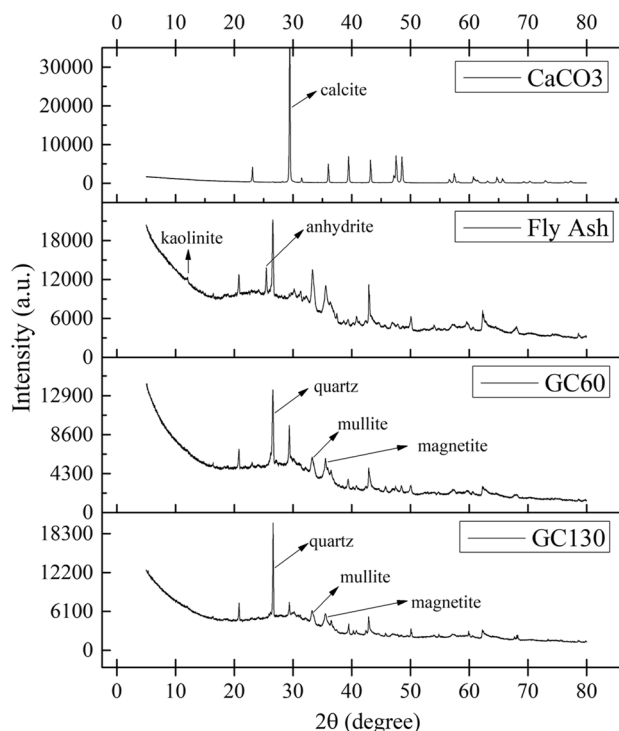 0 10 20 30 40 50 60 70 80
30000
20000
10000
0
CaCO3
calcite
18000
12000
6000
0
Fly Ash
kaolinite
anhydrite
12900
8600
4300
0
GC60
quartz
mullite
magnetite
18300
12200
6100
0
GC130
quartz
mullite
magnetite
0 10 20 30 40 50 60 70 80
2θ (degree)
Intensity (a.u.)